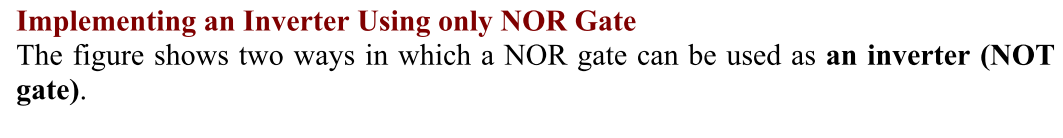 Implementing an Inverter Using only NOR Gate
The figure shows two ways in which a NOR gate can be used as an inverter (NOT
gate).